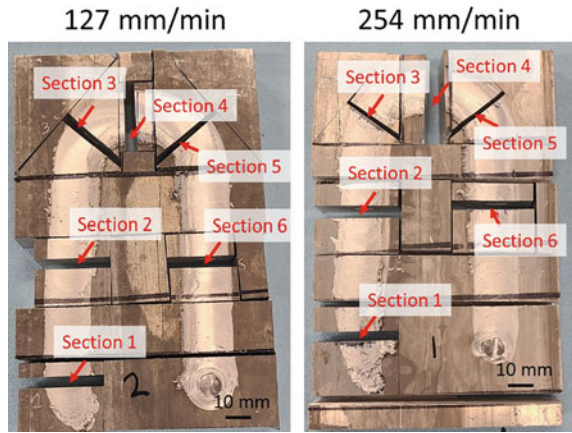 127 mm/min
254 mm/min
Section 3
Section 4
Section 5
Section 2
Section 6
Section 1
2
10 mm
Section 4
Section 3
Section 5
Section 2
Section 6
Section 1
1
10 mm